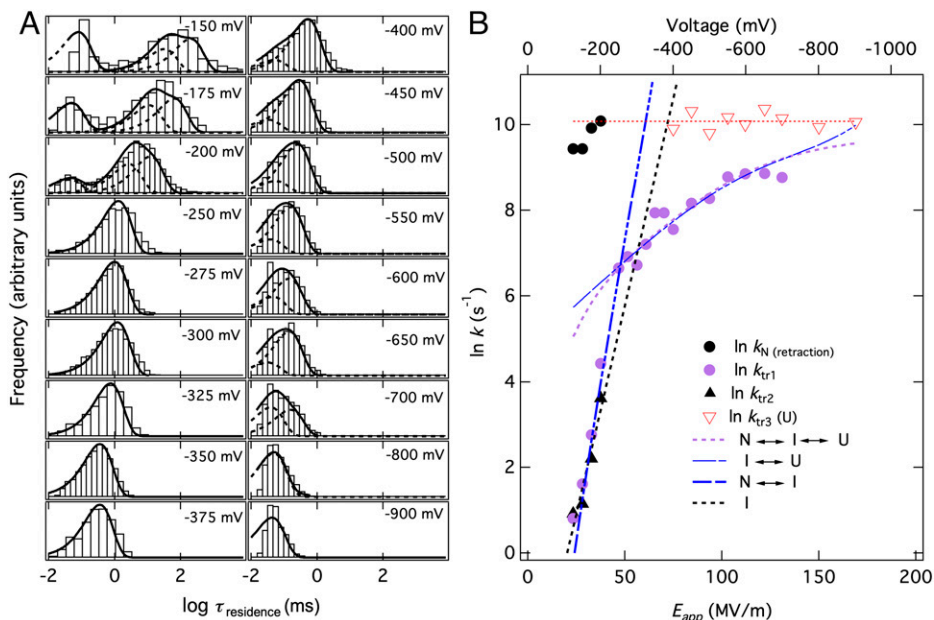 A
-150 mV
-175 mV
-200 mV
-250 mV
-275 mV
-300 mV
-325 mV
-350 mV
-375 mV
-400 mV
-450 mV
-500 mV
-550 mV
-600 mV
-650 mV
-700 mV
-800 mV
-900 mV
Frequency (arbitrary units)
-2 0 2 -2 0 2
log τresidence (ms)
B
Voltage (mV)
0 -200 -400 -600 -800 -1000
10
8
6
4
2
0
ln k (s⁻¹)
ln kN (retraction)
ln ktr1
ln ktr2
ln ktr3 (U)
N ↔ I ↔ U
I ↔ U
N ↔ I
I
0 50 100 150 200
Eapp (MV/m)